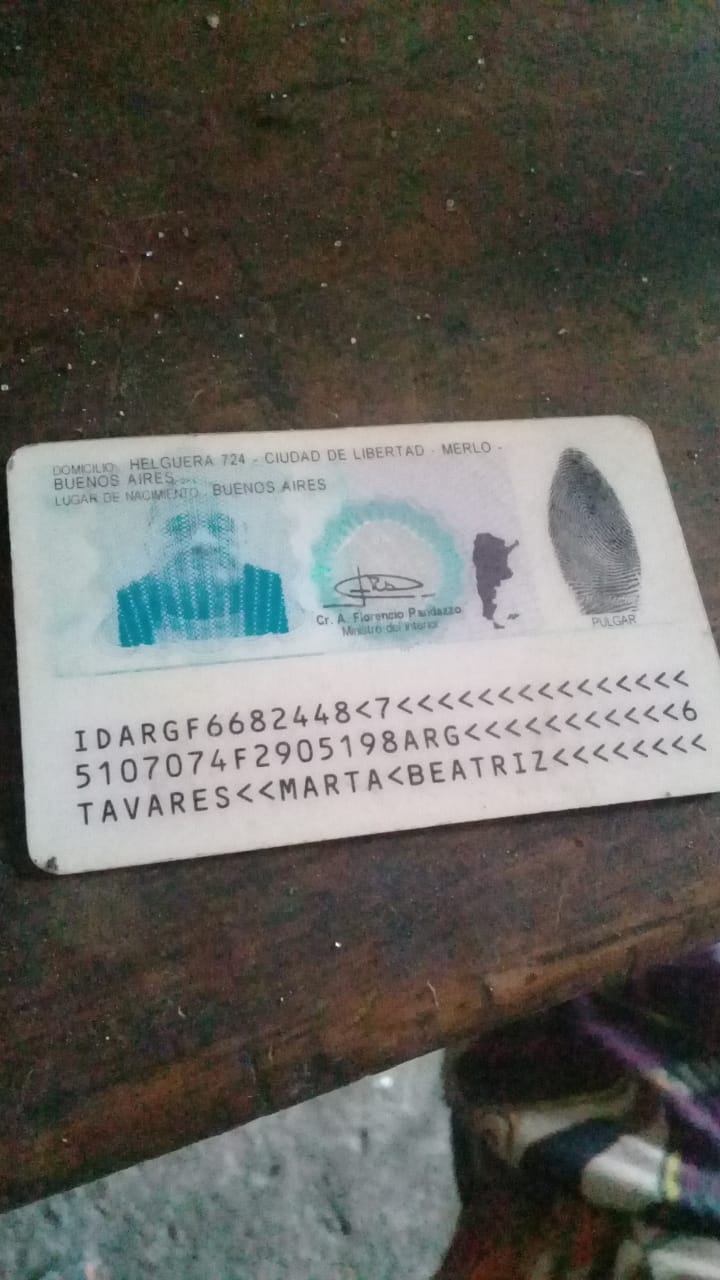 DOMICILIO: HELGUERA 724 - CIUDAD DE LIBERTAD - MERLO -
BUENOS AIRES
LUGAR DE NACIMIENTO: BUENOS AIRES
Cr. A. Florencio Randazzo
Ministro del Interior
PULGAR
IDARGF6682448<7<<<<<<<<<<<<<<<
5107074F2905198ARG<<<<<<<<<<<6
TAVARES<<MARTA<BEATRIZ<<<<<<<<